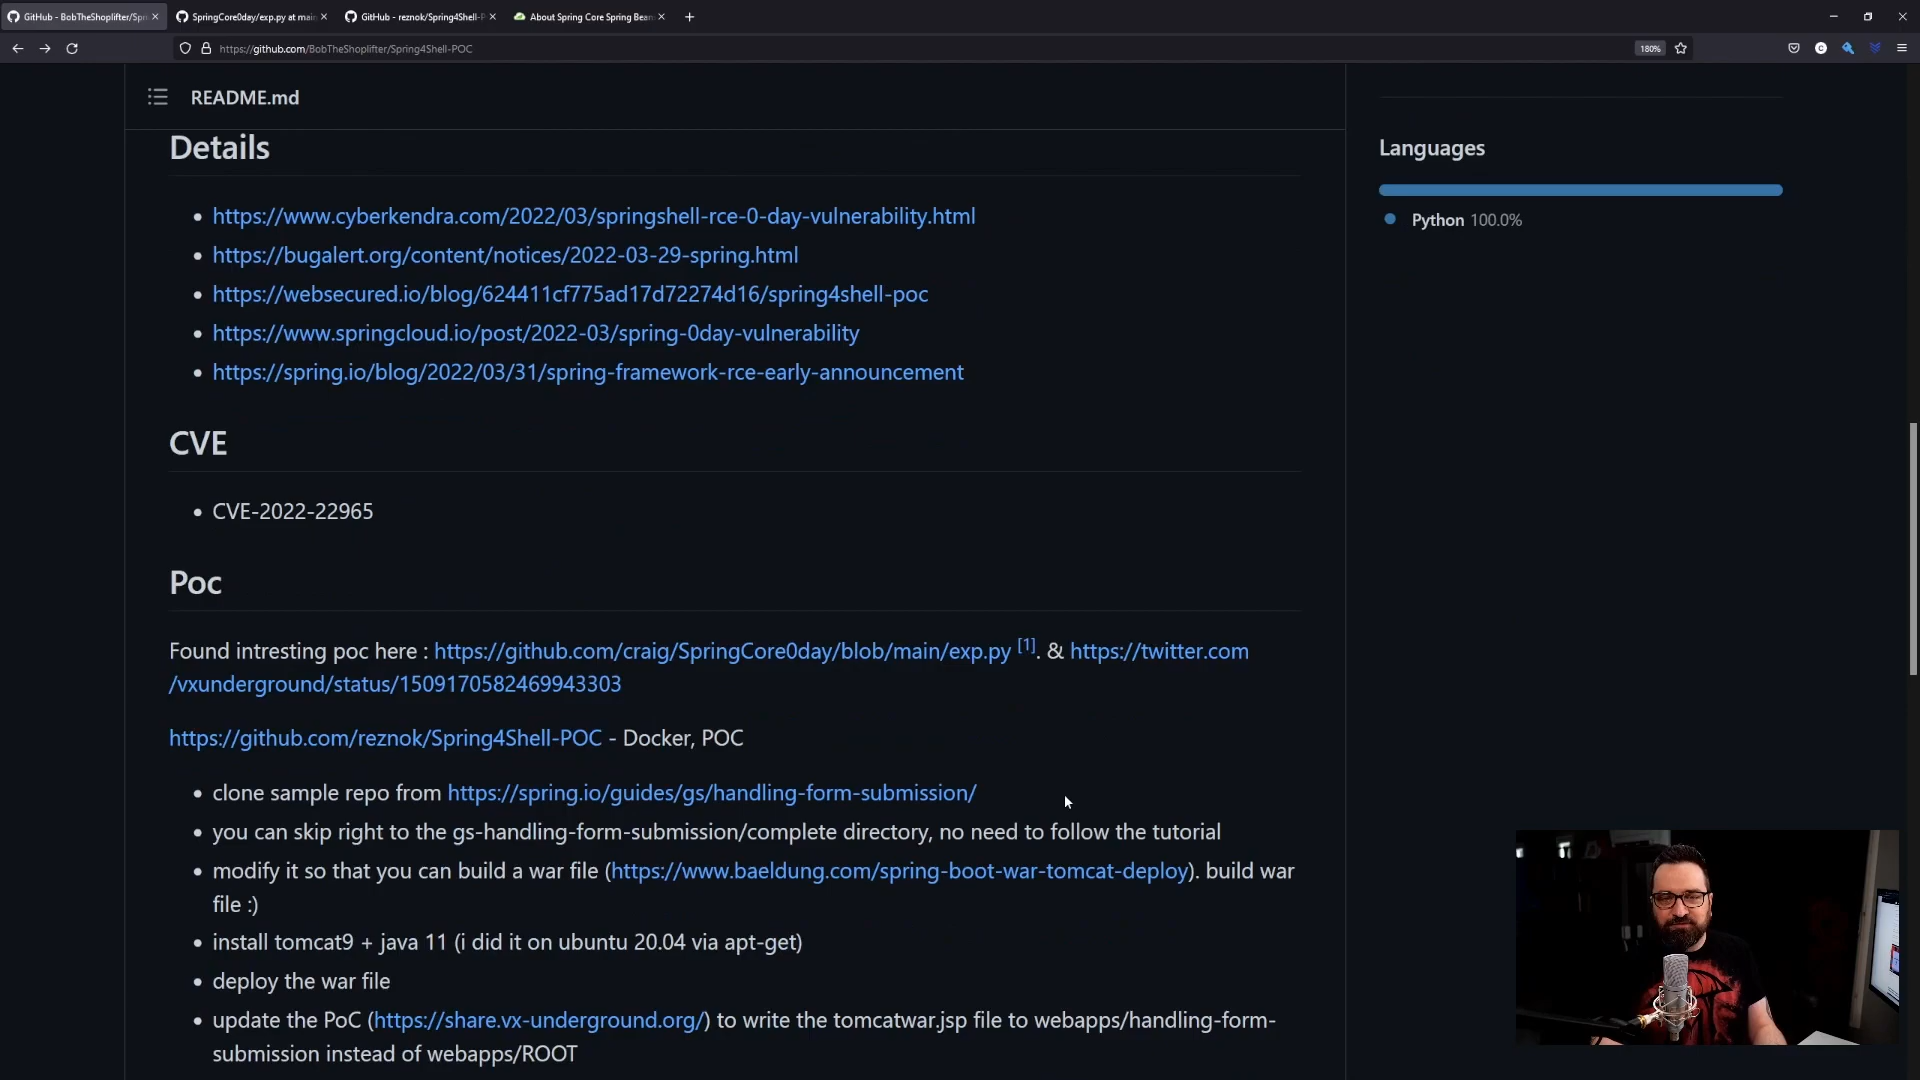 GitHub - BobTheShoplifter/Spri
SpringCore0day/exp.py at mai
GitHub - reznok/Spring4Shell-P
About Spring Core Spring Bean
https://github.com/BobTheShoplifter/Spring4Shell-POC
180%
README.md
Details
https://www.cyberkendra.com/2022/03/springshell-rce-0-day-vulnerability.html
https://bugalert.org/content/notices/2022-03-29-spring.html
https://websecured.io/blog/624411cf775ad17d72274d16/spring4shell-poc
https://www.springcloud.io/post/2022-03/spring-0day-vulnerability
https://spring.io/blog/2022/03/31/spring-framework-rce-early-announcement
CVE
CVE-2022-22965
Poc
Found intresting poc here : https://github.com/craig/SpringCore0day/blob/main/exp.py [1]. & https://twitter.com
/vxunderground/status/1509170582469943303
https://github.com/reznok/Spring4Shell-POC - Docker, POC
clone sample repo from https://spring.io/guides/gs/handling-form-submission/
you can skip right to the gs-handling-form-submission/complete directory, no need to follow the tutorial
modify it so that you can build a war file (https://www.baeldung.com/spring-boot-war-tomcat-deploy). build war
file :)
install tomcat9 + java 11 (i did it on ubuntu 20.04 via apt-get)
deploy the war file
update the PoC (https://share.vx-underground.org/) to write the tomcatwar.jsp file to webapps/handling-form-
submission instead of webapps/ROOT
Languages
Python 100.0%